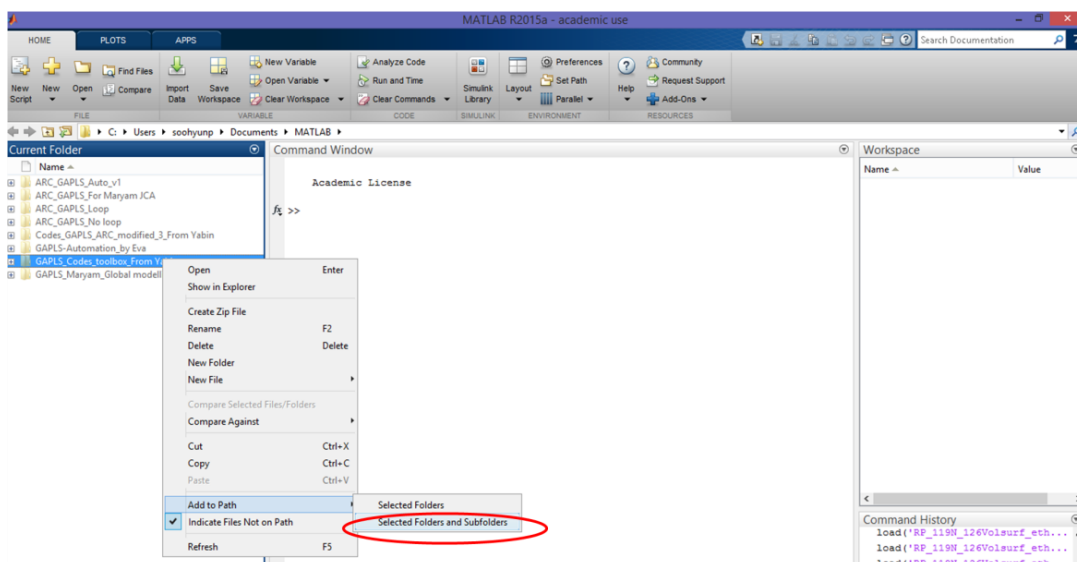 MATLAB R2015a - academic use
HOME PLOTS APPS
Search Documentation
New Script
New
Open
Find Files
Compare
Import Data
Save Workspace
New Variable
Open Variable
Clear Workspace
Analyze Code
Run and Time
Clear Commands
Simulink Library
Layout
Preferences
Set Path
Parallel
Help
Community
Request Support
Add-Ons
FILE VARIABLE CODE SIMULINK ENVIRONMENT RESOURCES
C: Users soohyunp Documents MATLAB
Current Folder
Name
ARC_GAPLS_Auto_v1
ARC_GAPLS_For Maryam JCA
ARC_GAPLS_Loop
ARC_GAPLS_No loop
Codes_GAPLS_ARC_modified_3_From Yabin
GAPLS-Automation_by Eva
GAPLS_Codes_toolbox_From
GAPLS_Maryam_Global modell
Command Window
Academic License
fx >>
Workspace
Name Value
Open Enter
Show in Explorer
Create Zip File
Rename F2
Delete Delete
New Folder
New File
Compare Selected Files/Folders
Compare Against
Cut Ctrl+X
Copy Ctrl+C
Paste Ctrl+V
Add to Path
Indicate Files Not on Path
Refresh F5
Selected Folders
Selected Folders and Subfolders
Command History
load('RP_119N_126Volsurf_eth...
load('RP_119N_126Volsurf_eth...